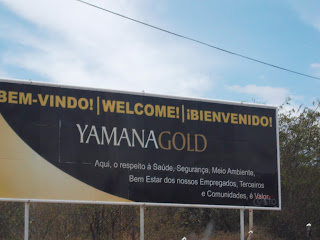 BEM-VINDO! | WELCOME! | ¡BIENVENIDO!
YAMANAGOLD
Aqui, o respeito à Saúde, Segurança, Meio Ambiente,
Bem Estar dos nossos Empregados, Terceiros
e Comunidades, é Valor.